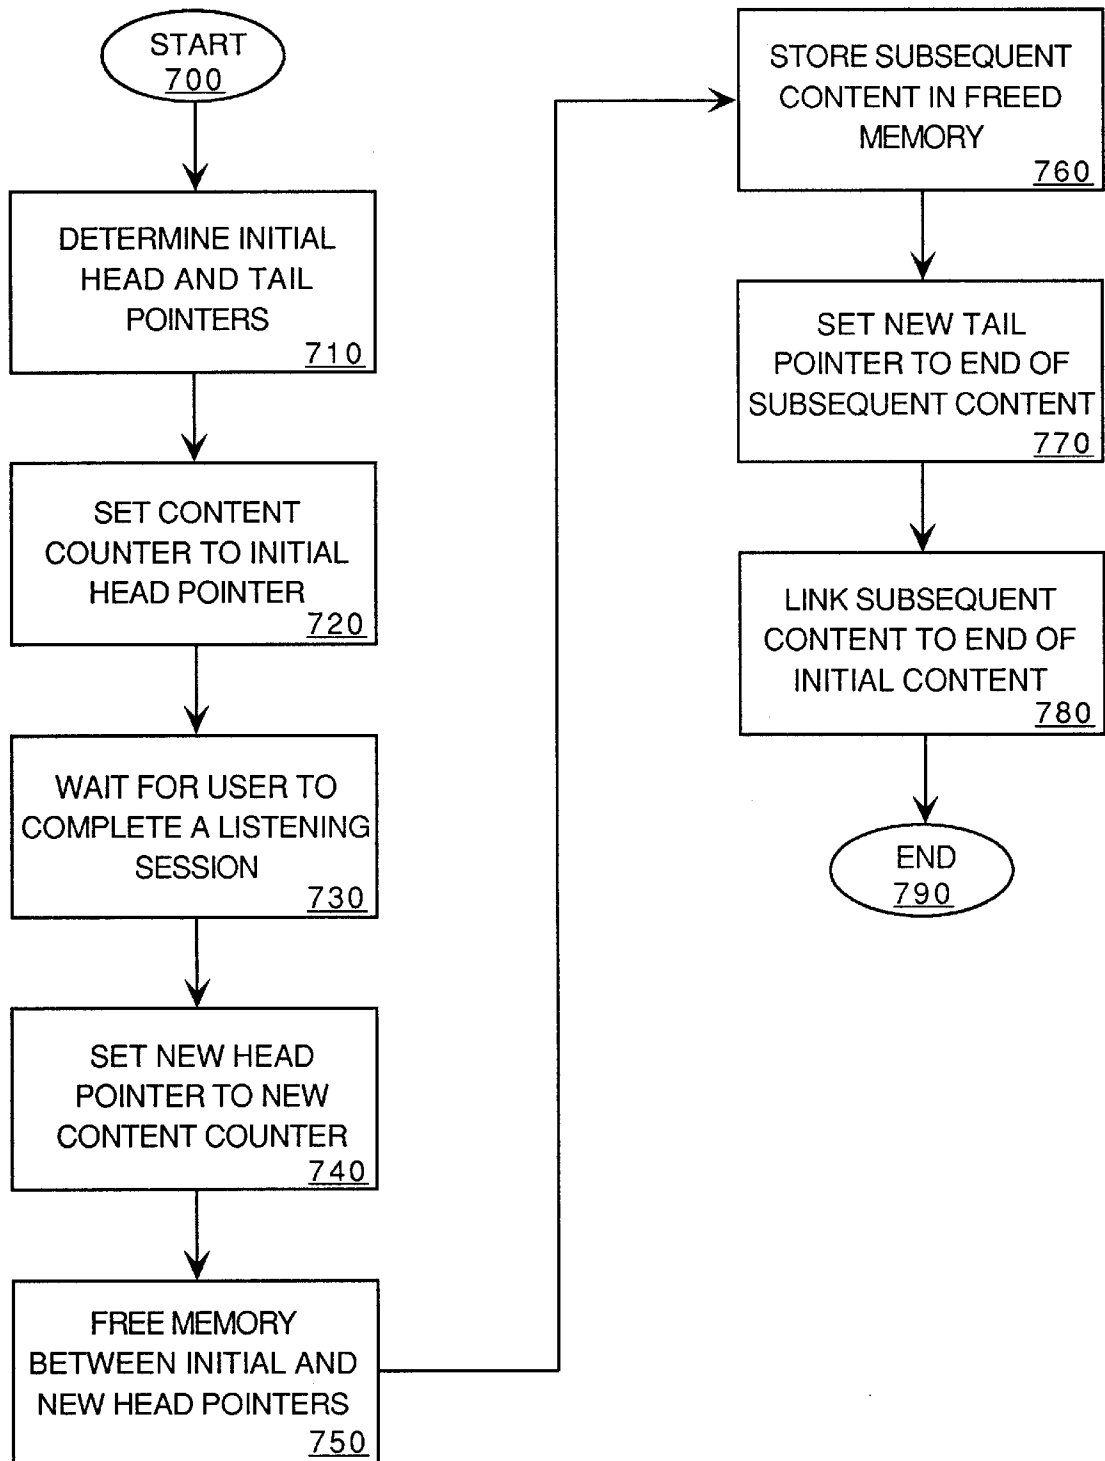 START
700
DETERMINE INITIAL
HEAD AND TAIL
POINTERS
710
SET CONTENT
COUNTER TO INITIAL
HEAD POINTER
720
WAIT FOR USER TO
COMPLETE A LISTENING
SESSION
730
SET NEW HEAD
POINTER TO NEW
CONTENT COUNTER
740
FREE MEMORY
BETWEEN INITIAL AND
NEW HEAD POINTERS
750
STORE SUBSEQUENT
CONTENT IN FREED
MEMORY
760
SET NEW TAIL
POINTER TO END OF
SUBSEQUENT CONTENT
770
LINK SUBSEQUENT
CONTENT TO END OF
INITIAL CONTENT
780
END
790